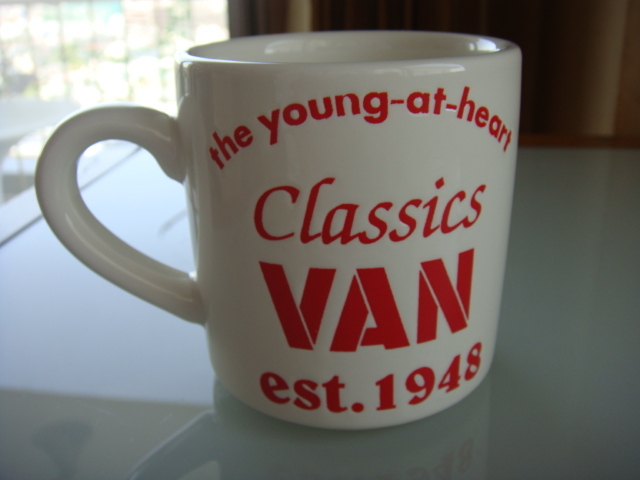 the young-at-heart
Classics
VAN
est.1948